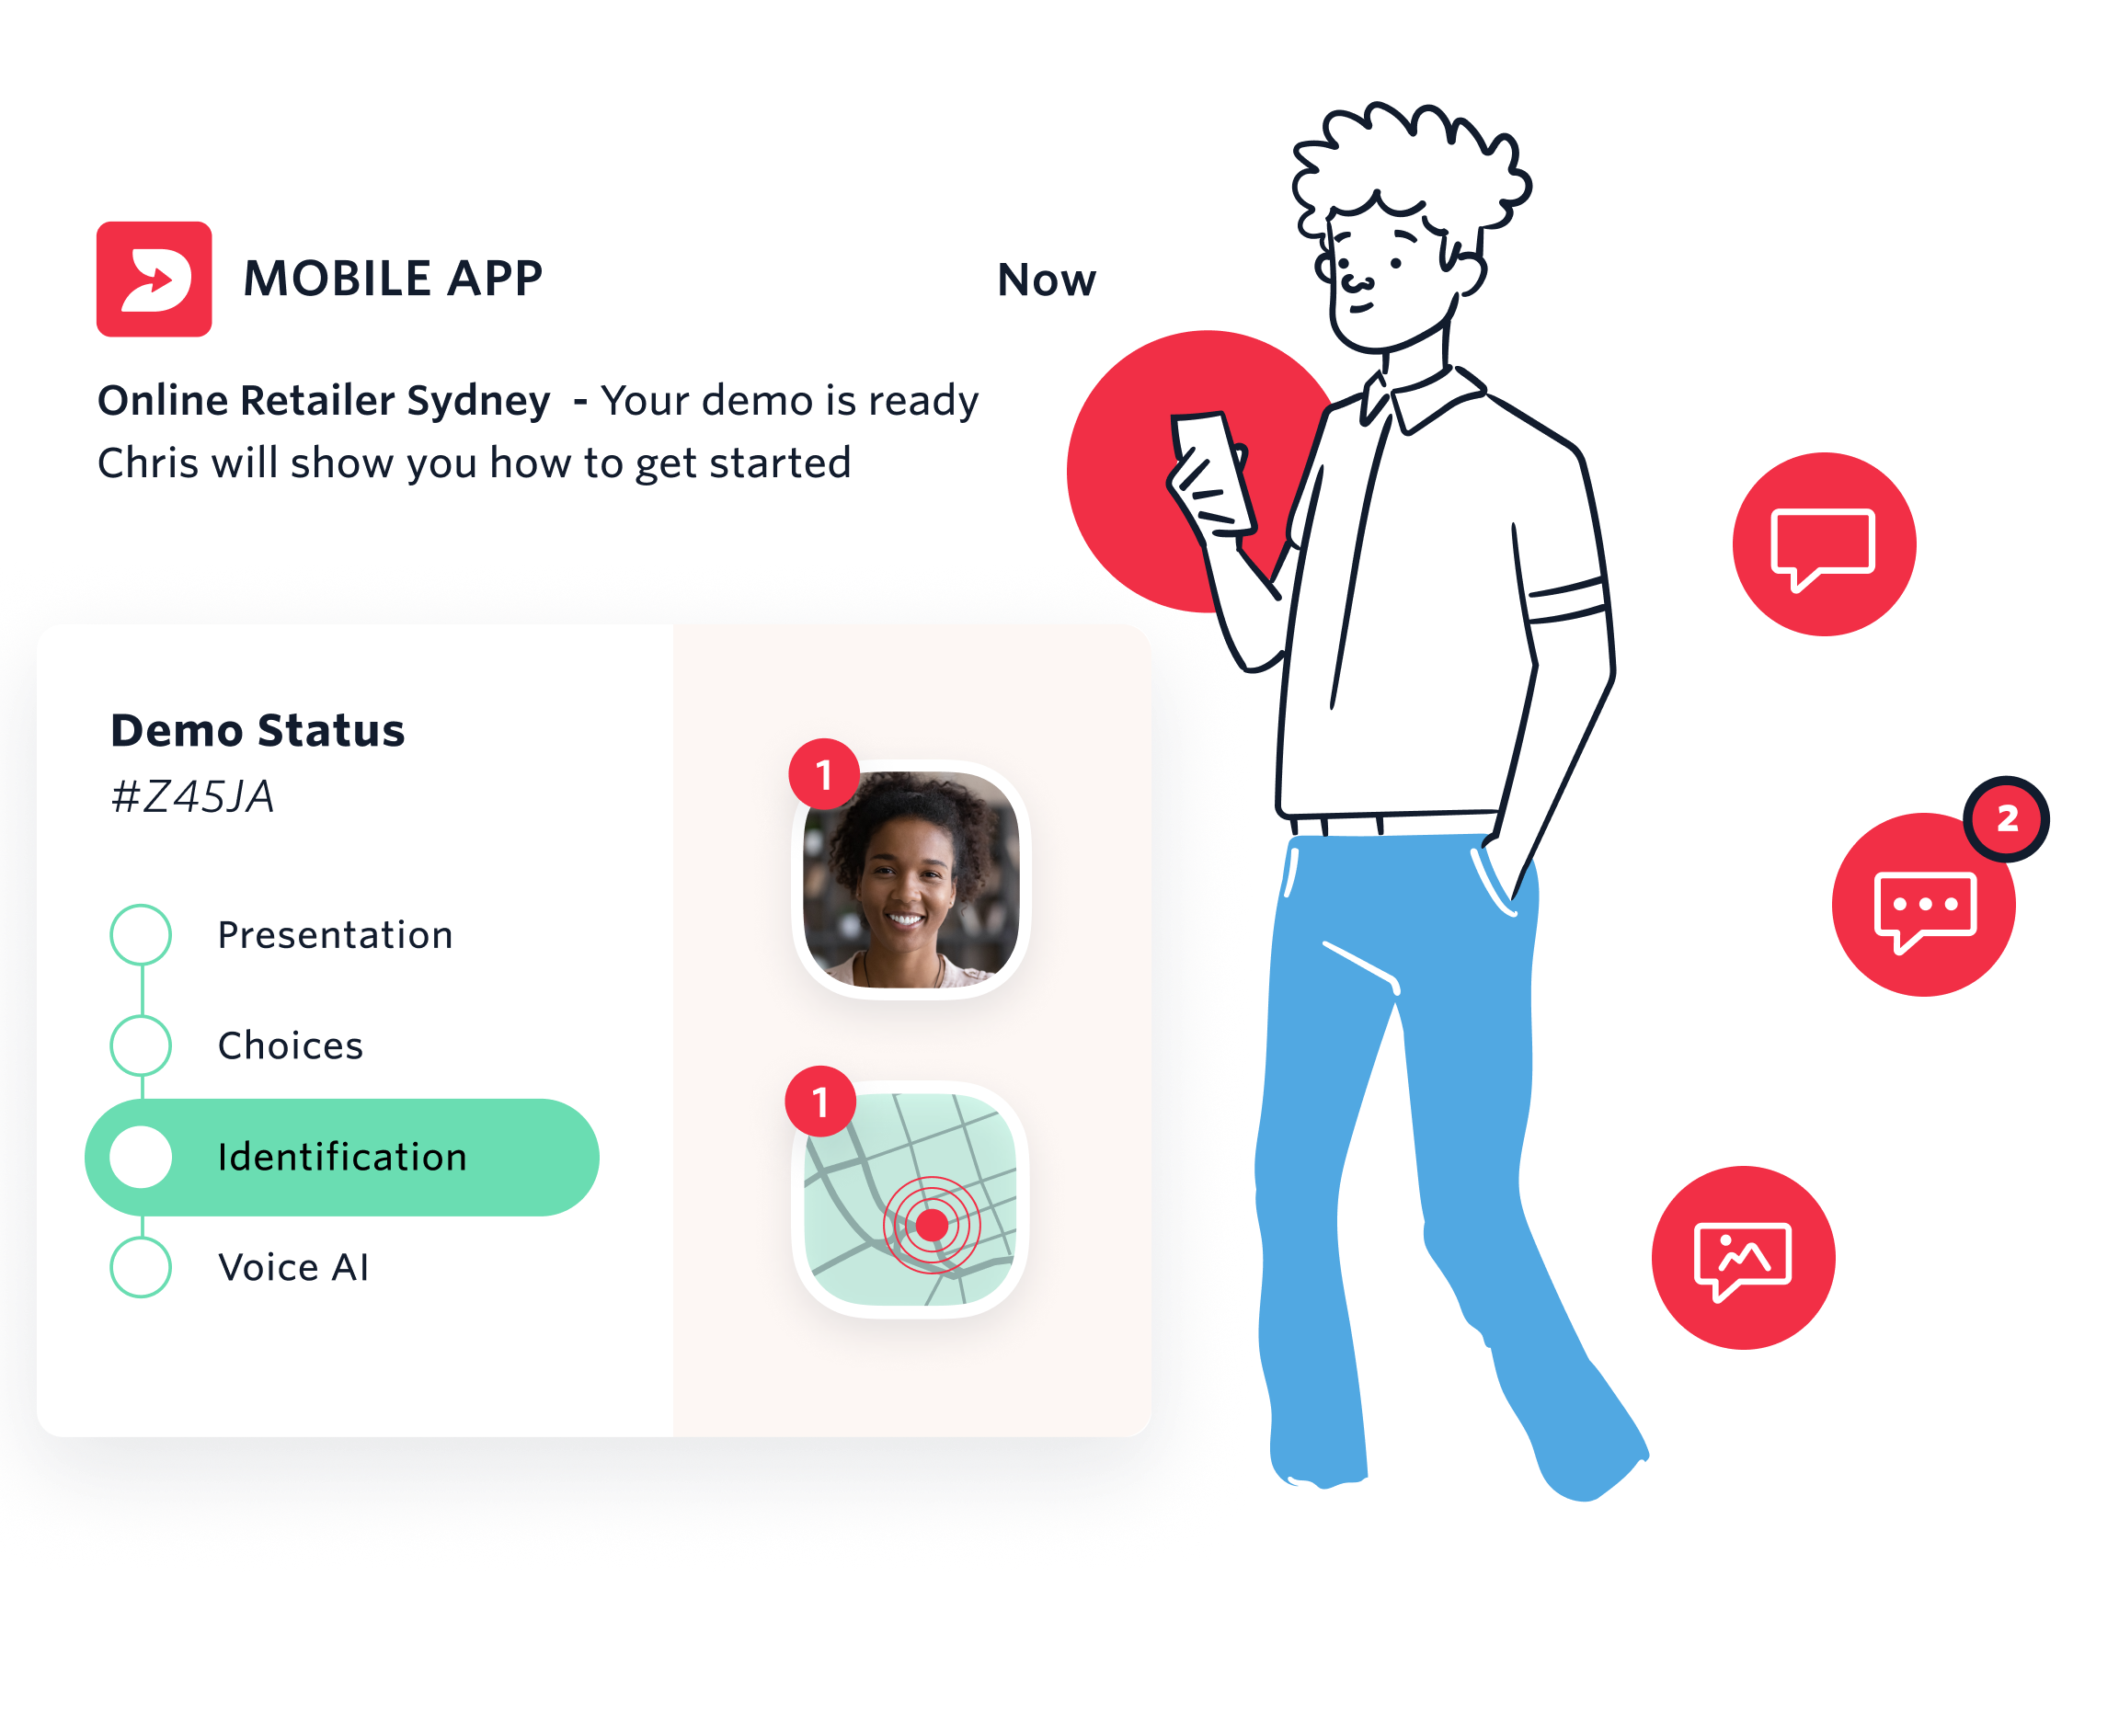 MOBILE APP
Now
Online Retailer Sydney - Your demo is ready
Chris will show you how to get started
Demo Status
#Z45JA
1
Presentation
Choices
1
Identification
Voice AI
2